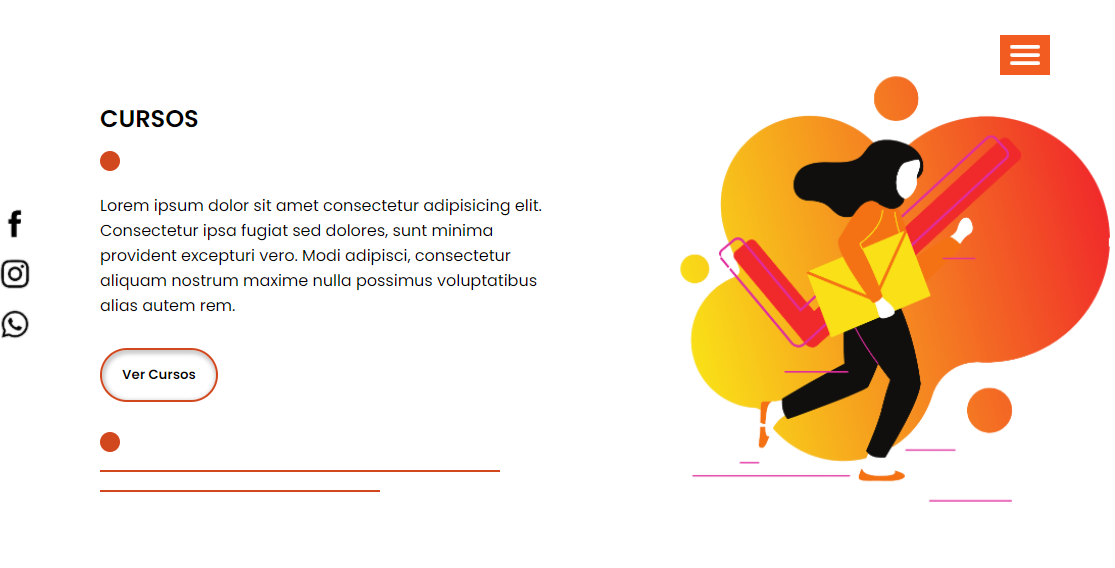 CURSOS
Lorem ipsum dolor sit amet consectetur adipisicing elit.
Consectetur ipsa fugiat sed dolores, sunt minima
provident excepturi vero. Modi adipisci, consectetur
aliquam nostrum maxime nulla possimus voluptatibus
alias autem rem.
Ver Cursos